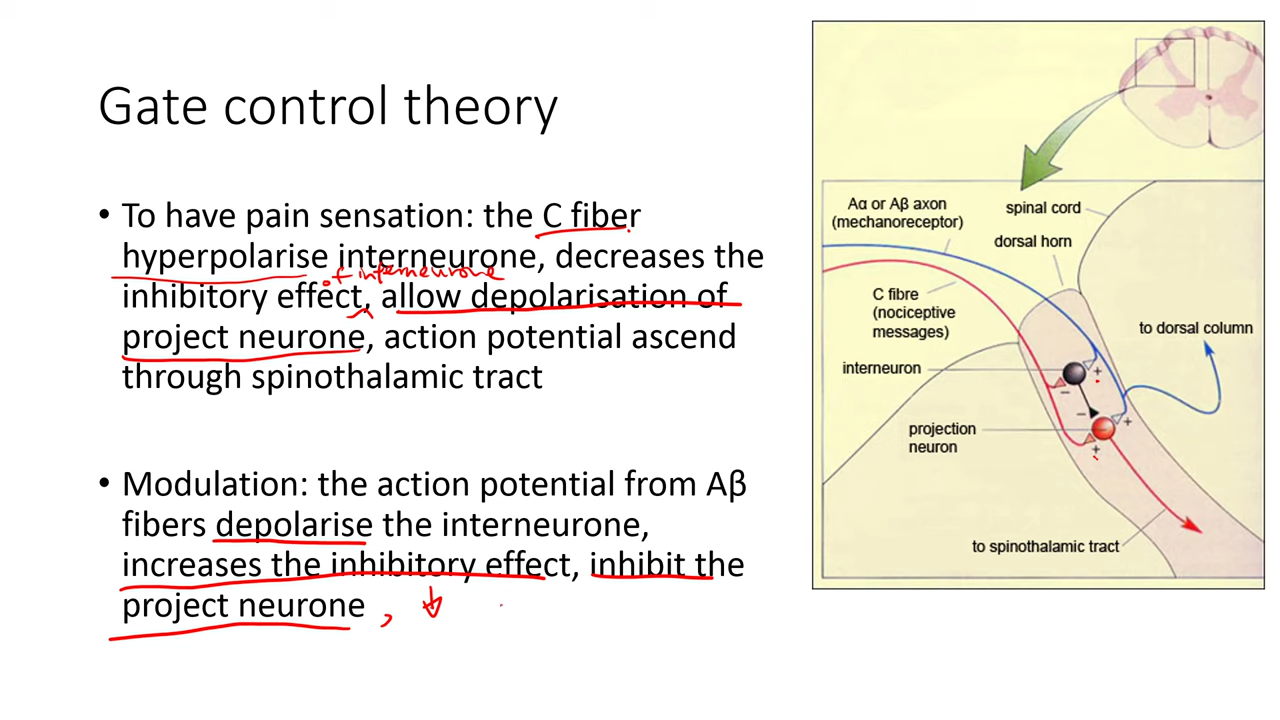 Gate control theory
• To have pain sensation: the C fiber
hyperpolarise interneurone, decreases the
of interneurone
inhibitory effect, allow depolarisation of
project neurone, action potential ascend
through spinothalamic tract
• Modulation: the action potential from Aβ
fibers depolarise the interneurone,
increases the inhibitory effect, inhibit the
project neurone , ↓
Aα or Aβ axon
(mechanoreceptor)
spinal cord
dorsal horn
C fibre
(nociceptive
messages)
to dorsal column
interneuron
+
−
−
+
projection
neuron
+
to spinothalamic tract